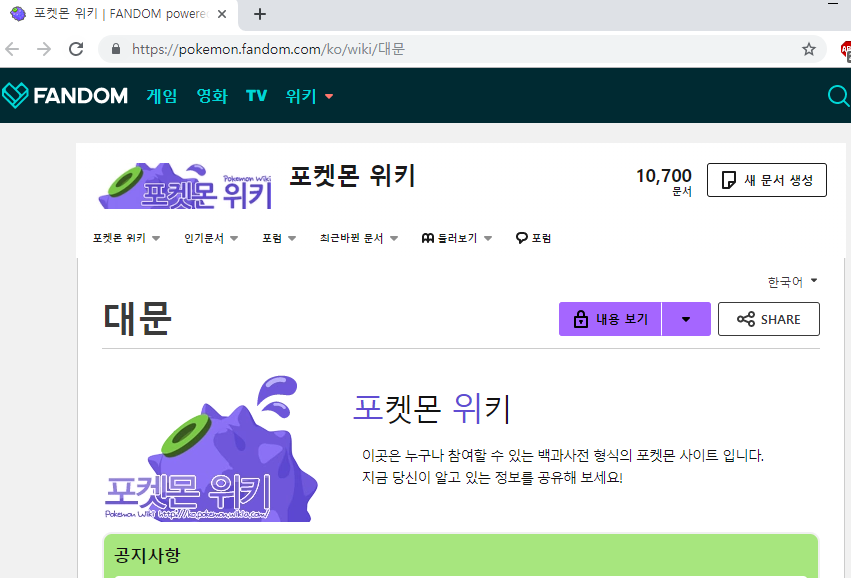 포켓몬 위키 | FANDOM powere
https://pokemon.fandom.com/ko/wiki/대문
FANDOM 게임 영화 TV 위키
포켓몬 위키 Pokemon Wiki
포켓몬 위키
10,700
문서
새 문서 생성
포켓몬 위키 인기문서 포럼 최근바뀐 문서 둘러보기 포럼
한국어
대문
내용 보기
SHARE
포켓몬 위키
이곳은 누구나 참여할 수 있는 백과사전 형식의 포켓몬 사이트 입니다.
지금 당신이 알고 있는 정보를 공유해 보세요!
포켓몬 위키
Pokemon Wiki http://ko.pokemon.wikia.com/
공지사항